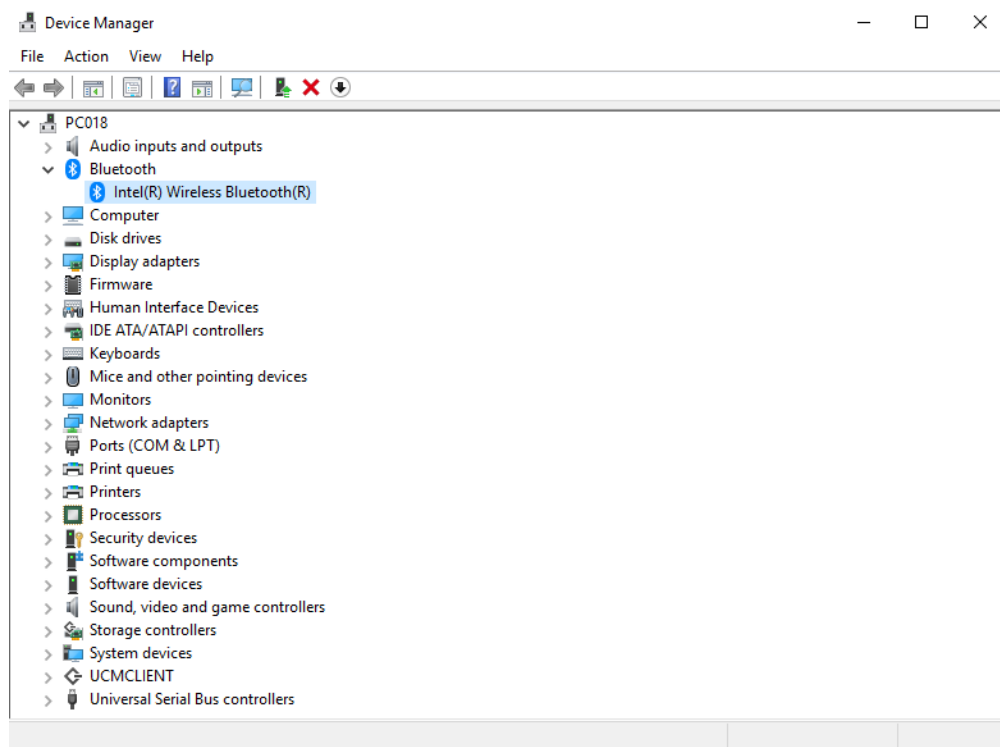 Device Manager
File Action View Help
PC018
Audio inputs and outputs
Bluetooth
Intel(R) Wireless Bluetooth(R)
Computer
Disk drives
Display adapters
Firmware
Human Interface Devices
IDE ATA/ATAPI controllers
Keyboards
Mice and other pointing devices
Monitors
Network adapters
Ports (COM & LPT)
Print queues
Printers
Processors
Security devices
Software components
Software devices
Sound, video and game controllers
Storage controllers
System devices
UCMCLIENT
Universal Serial Bus controllers